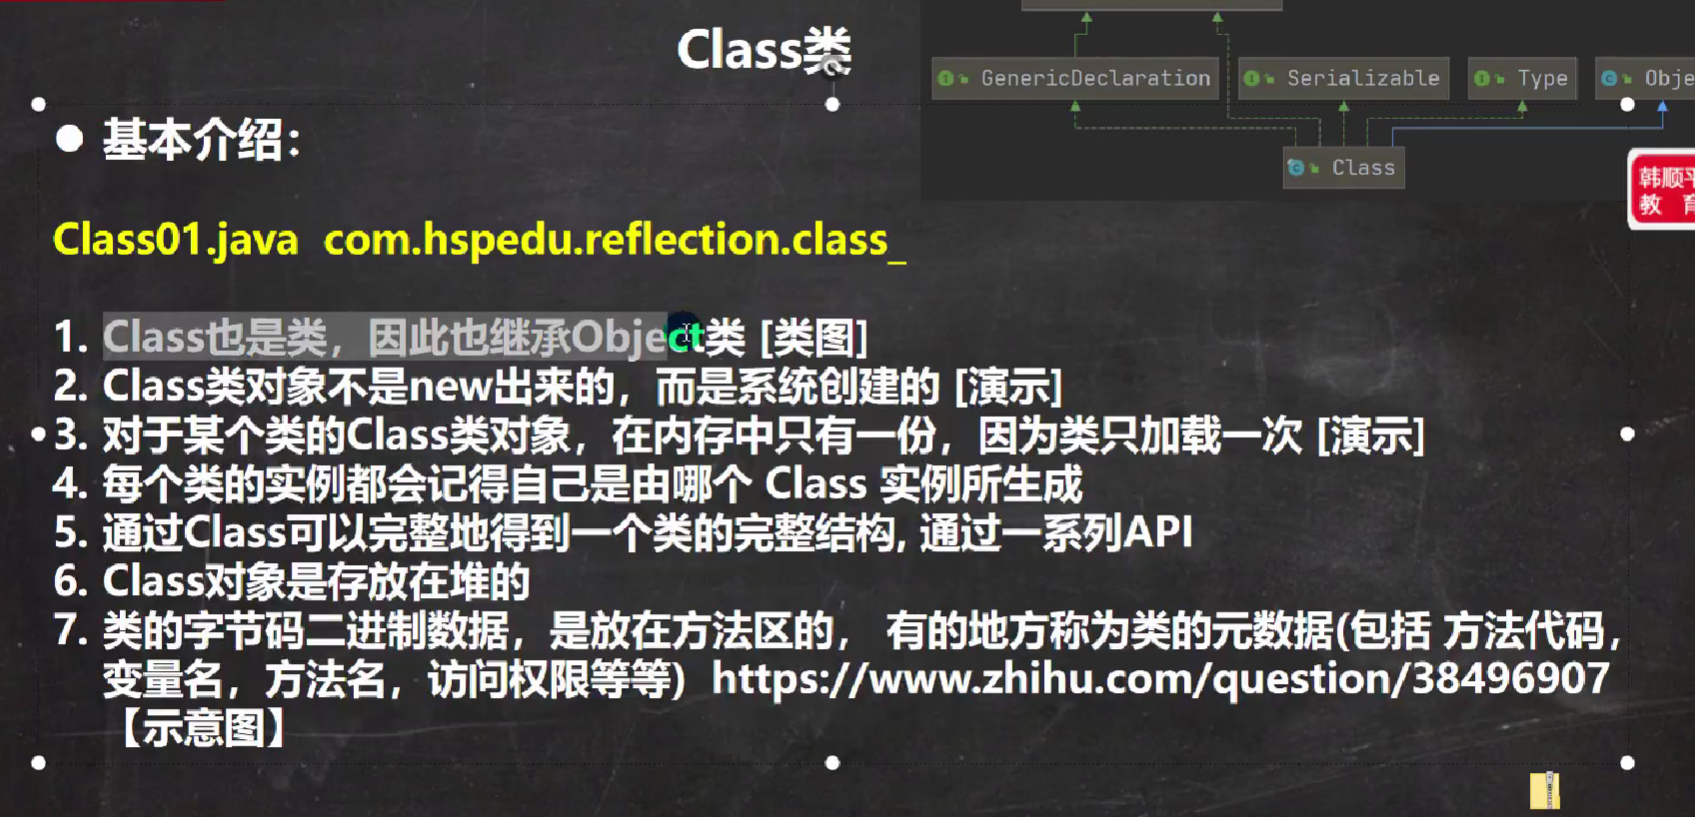 Class类
GenericDeclaration
Serializable
Type
Obje
Class
韩顺平
教 育
基本介绍：
Class01.java com.hspedu.reflection.class_
1. Class也是类，因此也继承Object类 [类图]
2. Class类对象不是new出来的，而是系统创建的 [演示]
3. 对于某个类的Class类对象，在内存中只有一份，因为类只加载一次 [演示]
4. 每个类的实例都会记得自己是由哪个 Class 实例所生成
5. 通过Class可以完整地得到一个类的完整结构, 通过一系列API
6. Class对象是存放在堆的
7. 类的字节码二进制数据，是放在方法区的， 有的地方称为类的元数据(包括 方法代码，
变量名，方法名，访问权限等等) https://www.zhihu.com/question/38496907
【示意图】